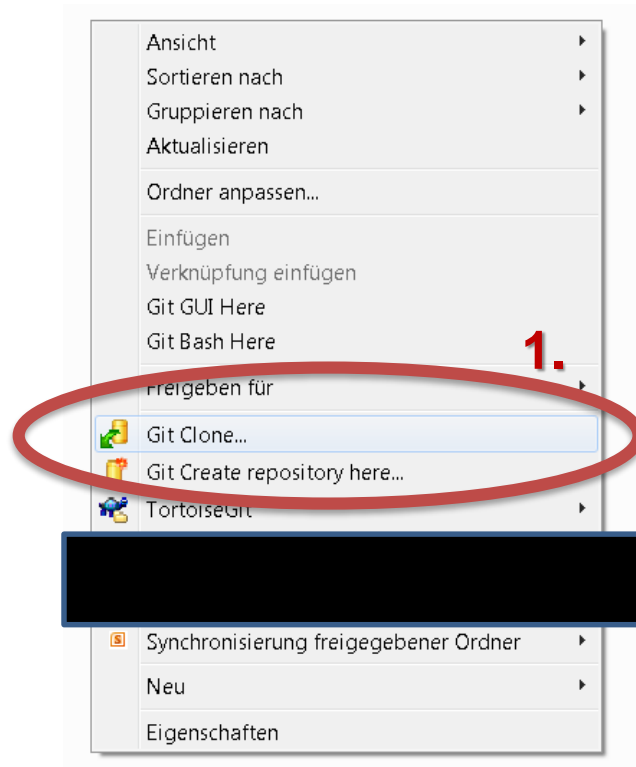 Ansicht
Sortieren nach
Gruppieren nach
Aktualisieren
Ordner anpassen...
Einfügen
Verknüpfung einfügen
Git GUI Here
Git Bash Here
1.
Freigeben für
Git Clone...
Git Create repository here...
TortoiseGit
S
Synchronisierung freigegebener Ordner
Neu
Eigenschaften